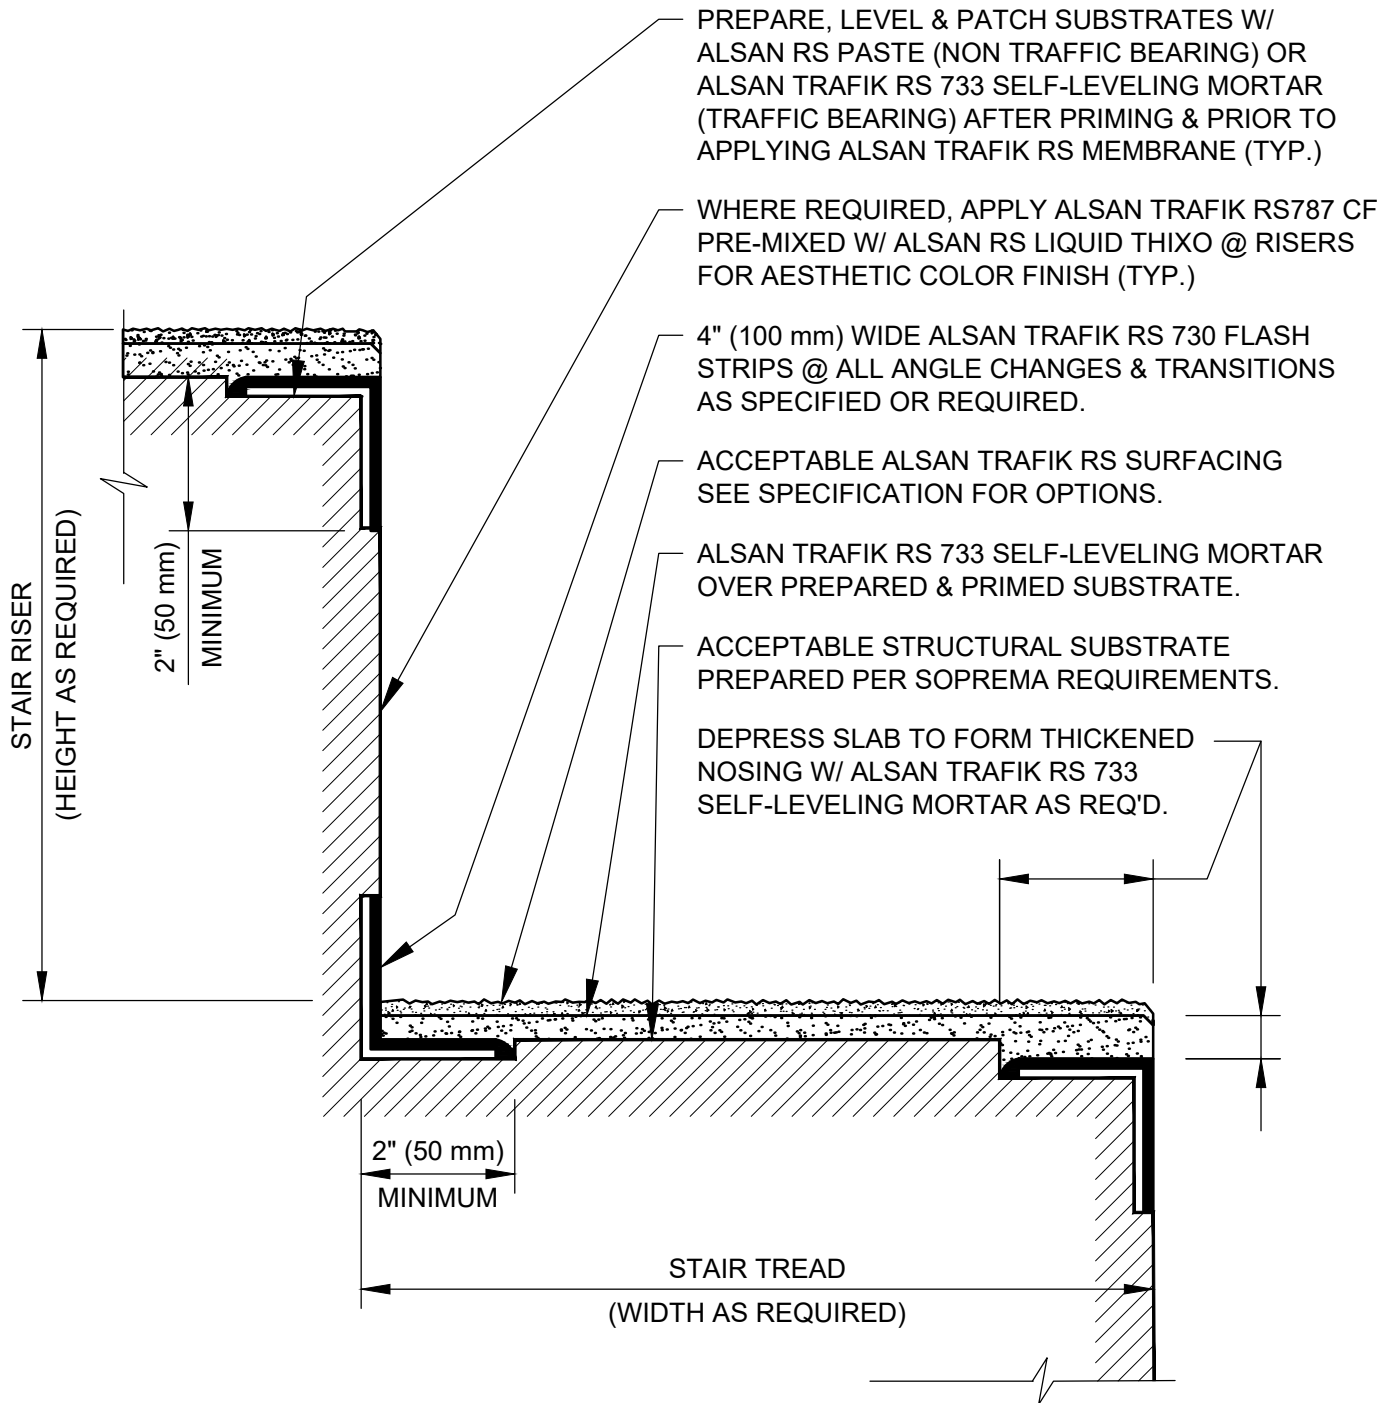 PREPARE, LEVEL & PATCH SUBSTRATES W/
ALSAN RS PASTE (NON TRAFFIC BEARING) OR
ALSAN TRAFIK RS 733 SELF-LEVELING MORTAR
(TRAFFIC BEARING) AFTER PRIMING & PRIOR TO
APPLYING ALSAN TRAFIK RS MEMBRANE (TYP.)
WHERE REQUIRED, APPLY ALSAN TRAFIK RS787 CF
PRE-MIXED W/ ALSAN RS LIQUID THIXO @ RISERS
FOR AESTHETIC COLOR FINISH (TYP.)
4" (100 mm) WIDE ALSAN TRAFIK RS 730 FLASH
STRIPS @ ALL ANGLE CHANGES & TRANSITIONS
AS SPECIFIED OR REQUIRED.
ACCEPTABLE ALSAN TRAFIK RS SURFACING
SEE SPECIFICATION FOR OPTIONS.
ALSAN TRAFIK RS 733 SELF-LEVELING MORTAR
OVER PREPARED & PRIMED SUBSTRATE.
ACCEPTABLE STRUCTURAL SUBSTRATE
PREPARED PER SOPREMA REQUIREMENTS.
DEPRESS SLAB TO FORM THICKENED
NOSING W/ ALSAN TRAFIK RS 733
SELF-LEVELING MORTAR AS REQ'D.
STAIR RISER
(HEIGHT AS REQUIRED)
2" (50 mm)
MINIMUM
2" (50 mm)
MINIMUM
STAIR TREAD
(WIDTH AS REQUIRED)